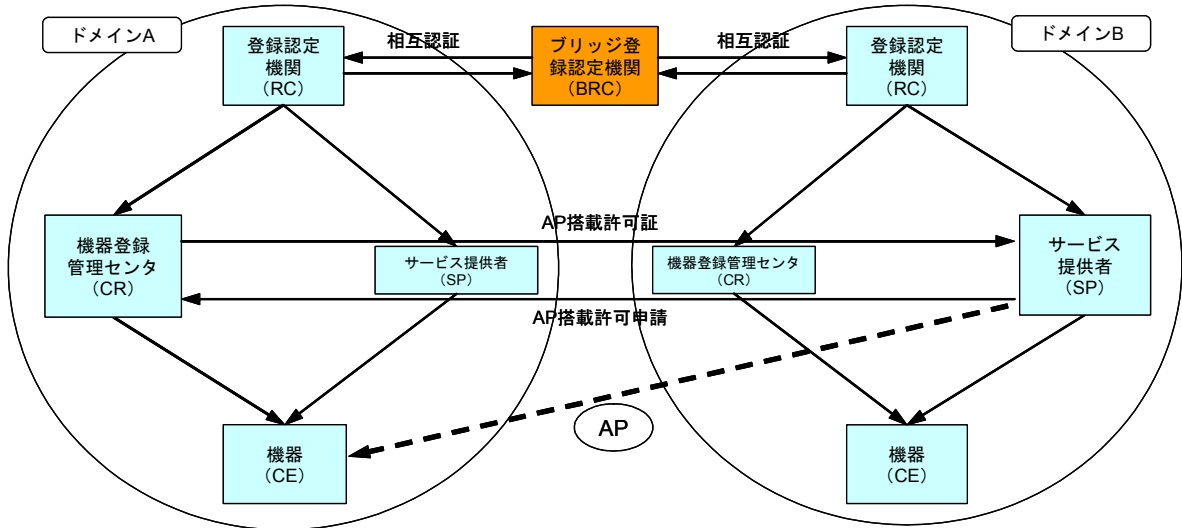 ドメインA
登録認定
機関
（RC）
相互認証
ブリッジ登
録認定機関
（BRC）
相互認証
登録認定
機関
（RC）
ドメインB
機器登録
管理センタ
（CR）
AP搭載許可証
サービス提供者
（SP）
機器登録管理センタ
（CR）
サービス
提供者
（SP）
AP搭載許可申請
AP
機器
（CE）
機器
（CE）